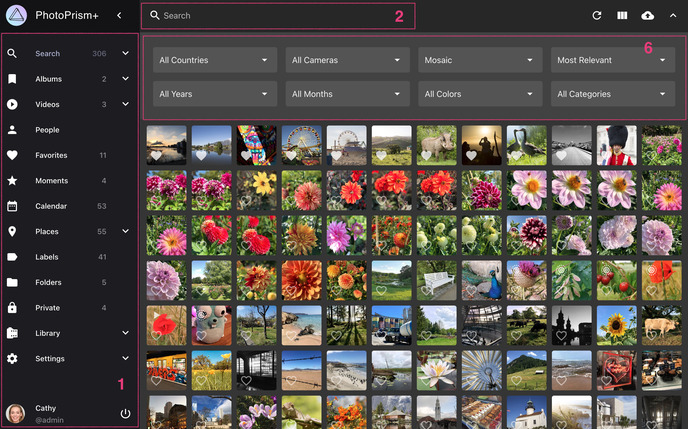 PhotoPrism+
Search
2
Search 306
Albums 2
Videos 3
People
Favorites 11
Moments 4
Calendar 53
Places 55
Labels 41
Folders 5
Private 4
Library
Settings
1
Cathy
@admin
6
All Countries All Cameras Mosaic Most Relevant
All Years All Months All Colors All Categories